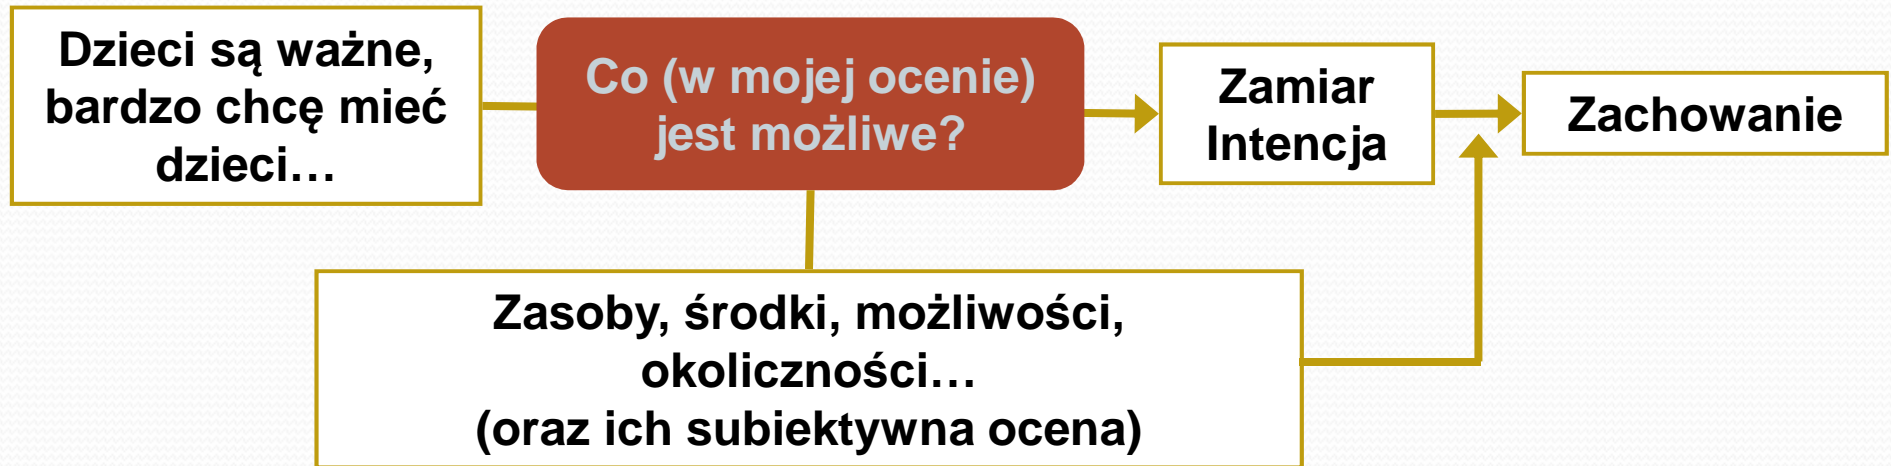 Dzieci są ważne,
bardzo chcę mieć
dzieci…
Co (w mojej ocenie)
jest możliwe?
Zamiar
Intencja
Zachowanie
Zasoby, środki, możliwości,
okoliczności…
(oraz ich subiektywna ocena)